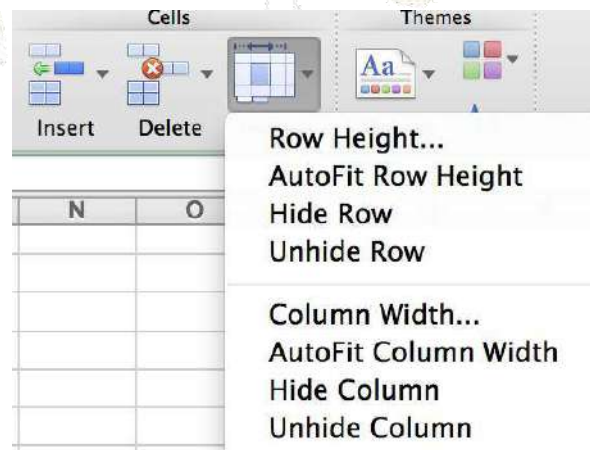 Cells Themes
Aa
Insert Delete
Row Height...
AutoFit Row Height
Hide Row
Unhide Row
N O
Column Width...
AutoFit Column Width
Hide Column
Unhide Column